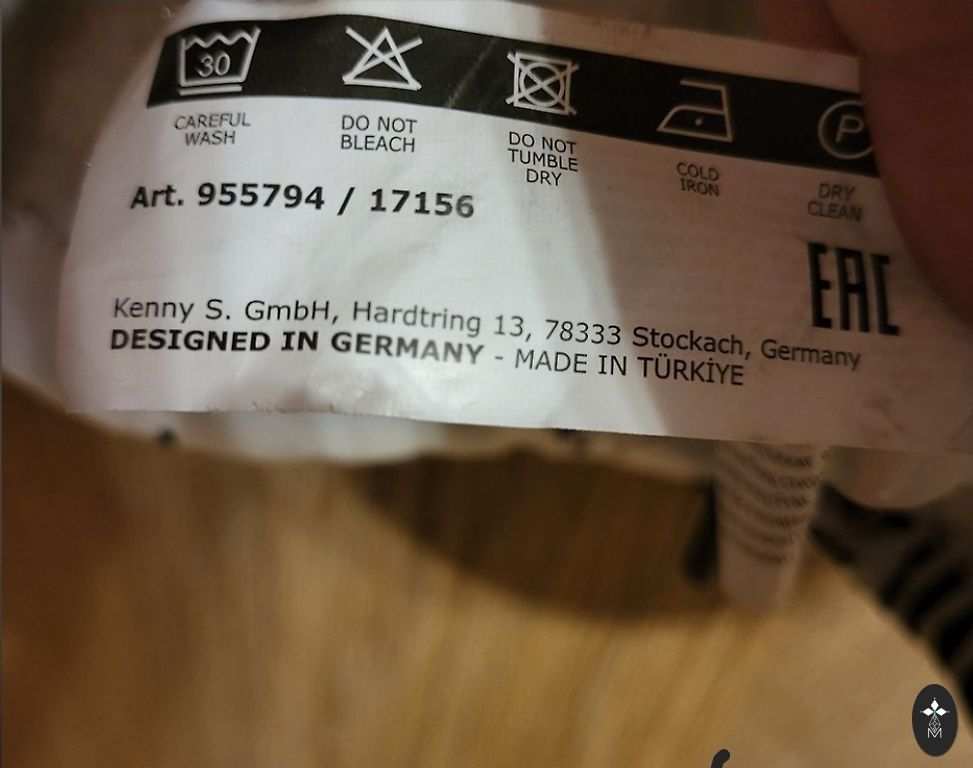 30
CAREFUL
WASH
DO NOT
BLEACH
DO NOT
TUMBLE
DRY
COLD
IRON
P
DRY
CLEAN
Art. 955794 / 17156
EAC
Kenny S. GmbH, Hardtring 13, 78333 Stockach, Germany
DESIGNED IN GERMANY - MADE IN TÜRKİYE
M